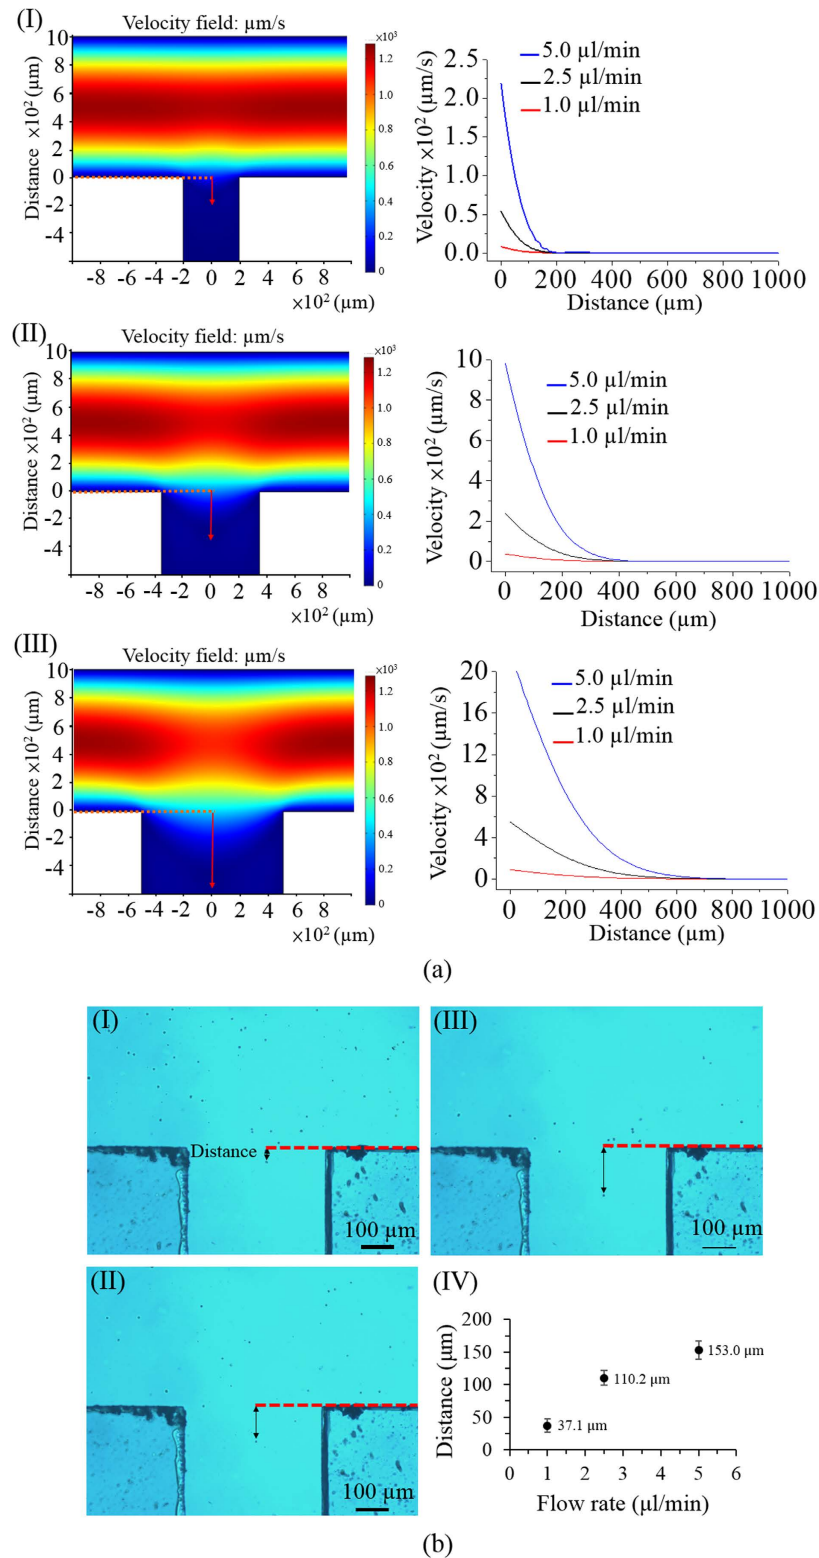 (I)
Velocity field: µm/s
Distance ×10² (µm)
10
8
6
4
2
0
-2
-4
-8 -6 -4 -2 0 2 4 6 8
×10² (µm)
×10³
1.2
1.0
0.8
0.6
0.4
0.2
0
5.0 µl/min
2.5 µl/min
1.0 µl/min
Velocity ×10² (µm/s)
2.5
2.0
1.5
1.0
0.5
0.0
0 200 400 600 800 1000
Distance (µm)
(II)
Velocity field: µm/s
Distance ×10² (µm)
10
8
6
4
2
0
-2
-4
-8 -6 -4 -2 0 2 4 6 8
×10² (µm)
×10³
1.2
1.0
0.8
0.6
0.4
0.2
0
5.0 µl/min
2.5 µl/min
1.0 µl/min
Velocity ×10² (µm/s)
10
8
6
4
2
0
0 200 400 600 800 1000
Distance (µm)
(III)
Velocity field: µm/s
Distance ×10² (µm)
10
8
6
4
2
0
-2
-4
-8 -6 -4 -2 0 2 4 6 8
×10² (µm)
×10³
1.2
1.0
0.8
0.6
0.4
0.2
0
5.0 µl/min
2.5 µl/min
1.0 µl/min
Velocity ×10² (µm/s)
20
16
12
8
4
0
0 200 400 600 800 1000
Distance (µm)
(a)
(I)
Distance
100 µm
(III)
100 µm
(II)
100 µm
(IV)
Distance (µm)
200
150
100
50
0
37.1 µm
110.2 µm
153.0 µm
0 1 2 3 4 5 6
Flow rate (µl/min)
(b)